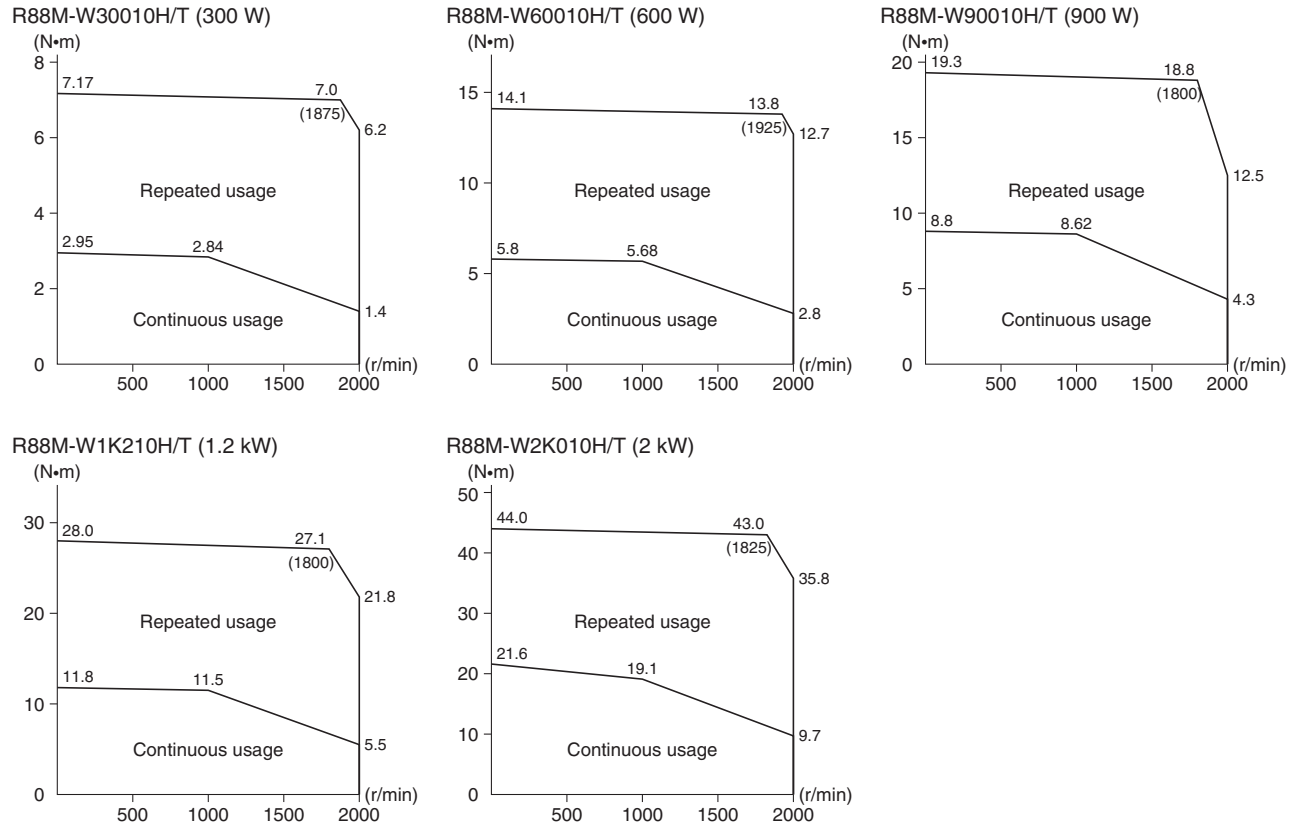 R88M-W30010H/T (300 W)
(N•m)
8
7.17
7.0
(1875)
6.2
6
Repeated usage
4
2.95
2.84
2
Continuous usage
1.4
0
(r/min)
500 1000 1500 2000
R88M-W60010H/T (600 W)
(N•m)
15
14.1
13.8
(1925)
12.7
10
Repeated usage
5.8
5.68
5
Continuous usage
2.8
0
(r/min)
500 1000 1500 2000
R88M-W90010H/T (900 W)
(N•m)
20
19.3
18.8
(1800)
15
12.5
Repeated usage
10
8.8
8.62
5
Continuous usage
4.3
0
(r/min)
500 1000 1500 2000
R88M-W1K210H/T (1.2 kW)
(N•m)
30
28.0
27.1
(1800)
21.8
20
Repeated usage
11.8
11.5
10
Continuous usage
5.5
0
(r/min)
500 1000 1500 2000
R88M-W2K010H/T (2 kW)
(N•m)
50
44.0
43.0
(1825)
40
35.8
30
Repeated usage
21.6
19.1
20
10
Continuous usage
9.7
0
(r/min)
500 1000 1500 2000